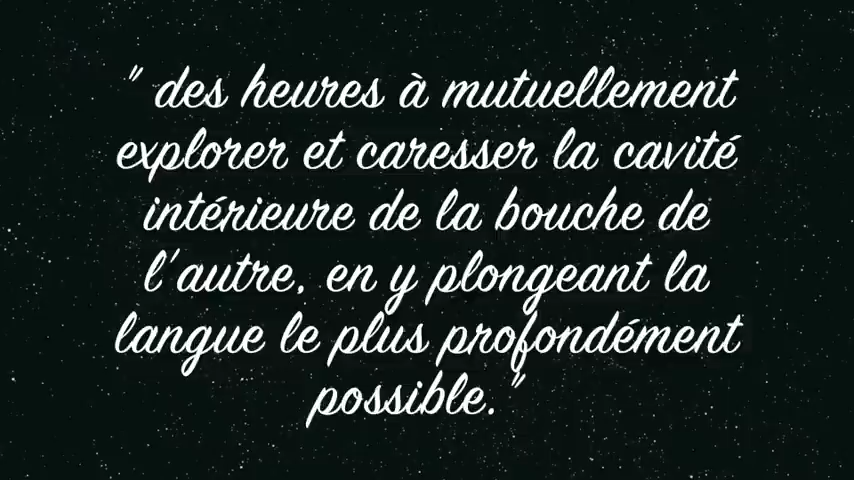 " des heures à mutuellement
explorer et caresser la cavité
intérieure de la bouche de
l'autre, en y plongeant la
langue le plus profondément
possible."